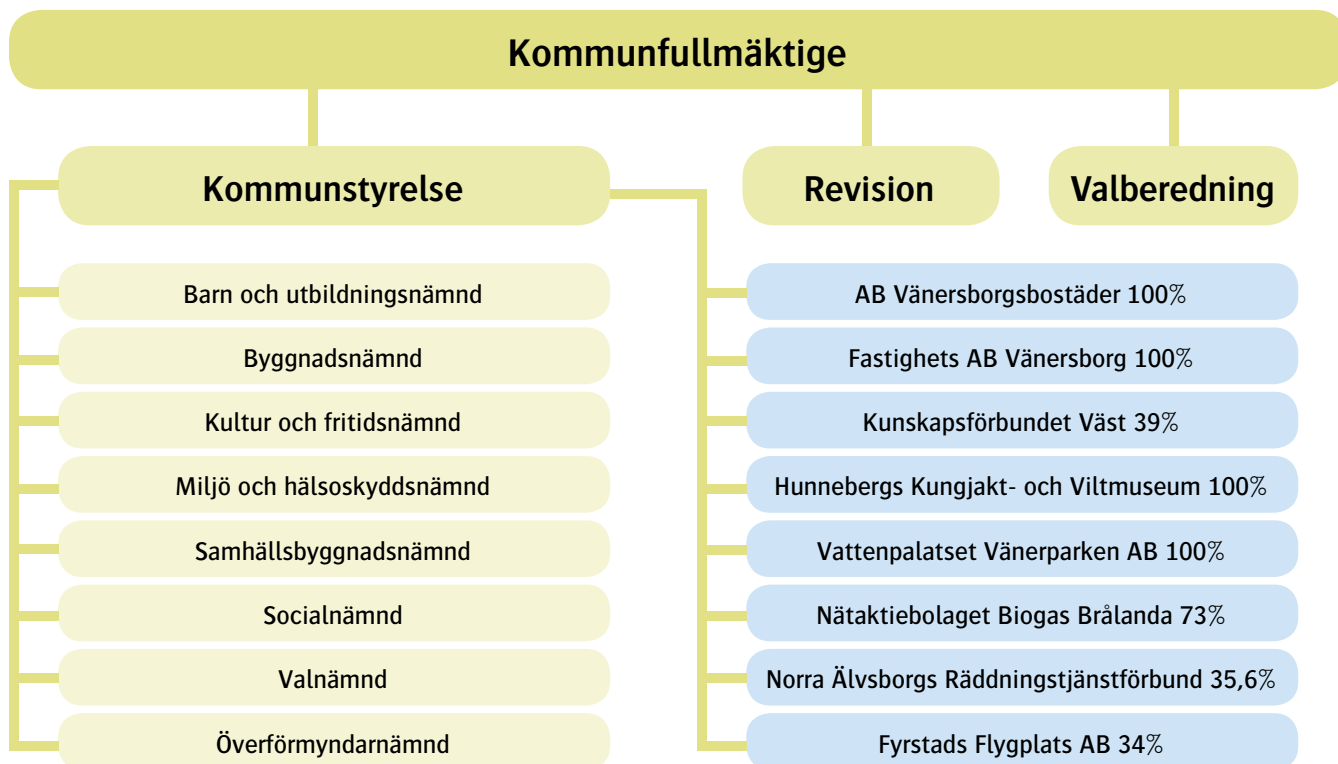 Kommunfullmäktige
Kommunstyrelse
Revision
Valberedning
Barn och utbildningsnämnd
Byggnadsnämnd
Kultur och fritidsnämnd
Miljö och hälsoskyddsnämnd
Samhällsbyggnadsnämnd
Socialnämnd
Valnämnd
Överförmyndarnämnd
AB Vänersborgsbostäder 100%
Fastighets AB Vänersborg 100%
Kunskapsförbundet Väst 39%
Hunnebergs Kungjakt- och Viltmuseum 100%
Vattenpalatset Vänerparken AB 100%
Nätaktiebolaget Biogas Brålanda 73%
Norra Älvsborgs Räddningstjänstförbund 35,6%
Fyrstads Flygplats AB 34%